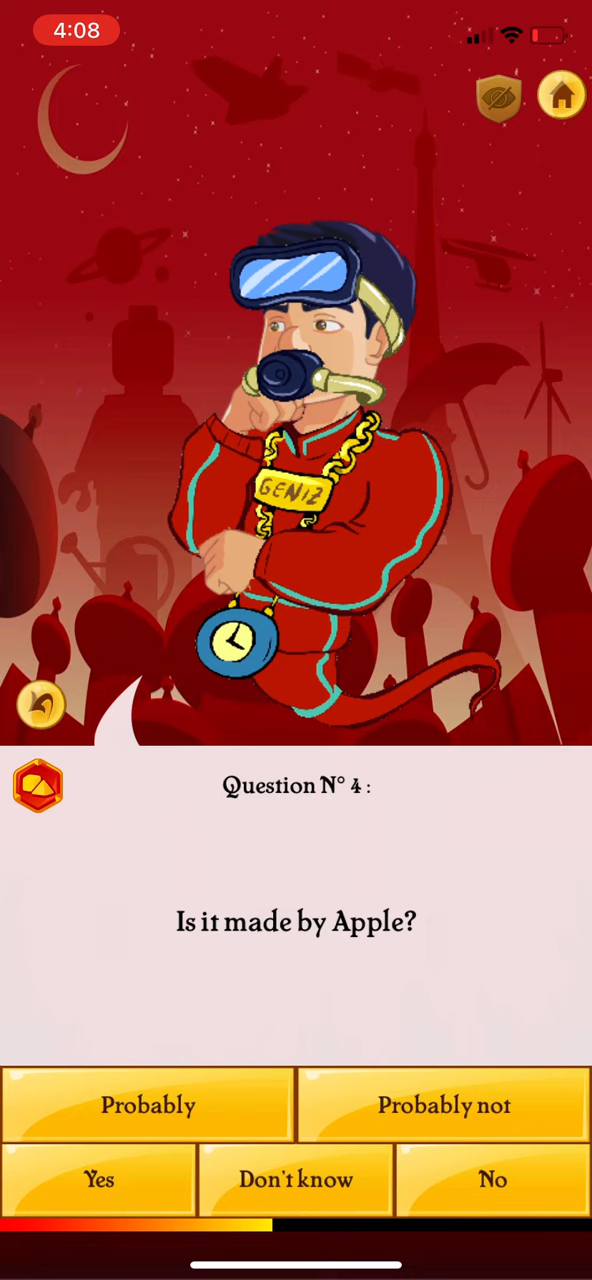 4:08
GENIZ
Question N° 4 :
Is it made by Apple?
Probably
Probably not
Yes
Don't know
No